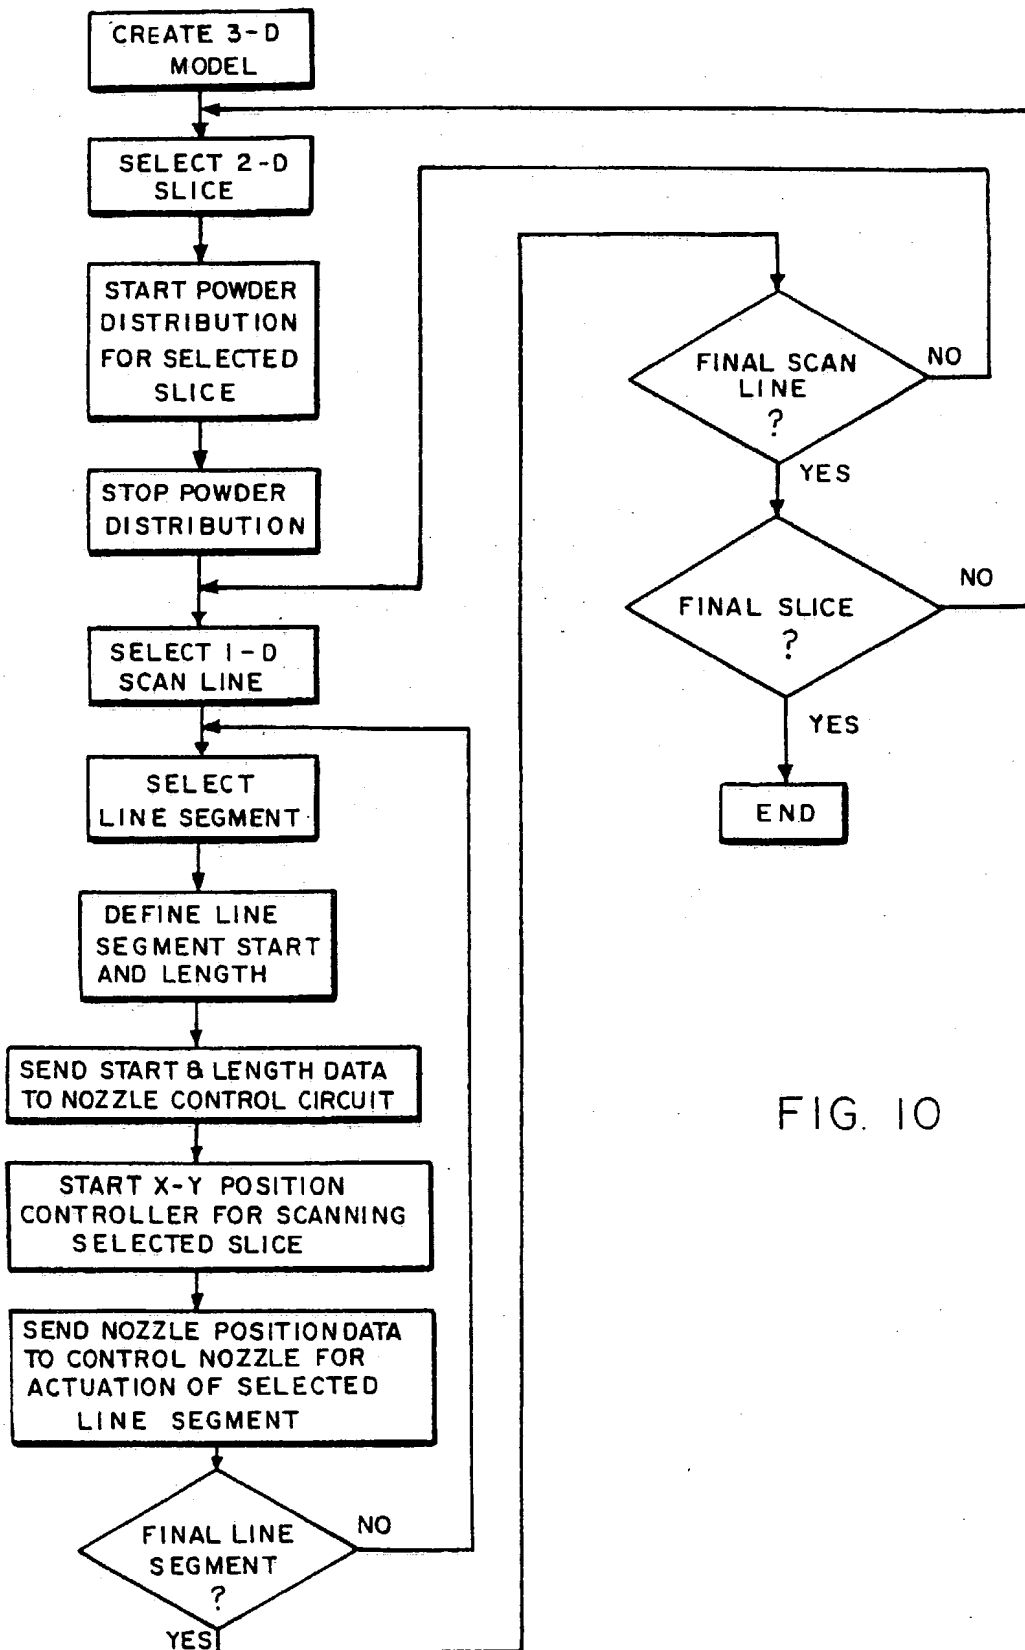 CREATE 3-D
MODEL
SELECT 2-D
SLICE
START POWDER
DISTRIBUTION
FOR SELECTED
SLICE
STOP POWDER
DISTRIBUTION
SELECT 1-D
SCAN LINE
SELECT
LINE SEGMENT
DEFINE LINE
SEGMENT START
AND LENGTH
SEND START & LENGTH DATA
TO NOZZLE CONTROL CIRCUIT
START X-Y POSITION
CONTROLLER FOR SCANNING
SELECTED SLICE
SEND NOZZLE POSITION DATA
TO CONTROL NOZZLE FOR
ACTUATION OF SELECTED
LINE SEGMENT
FINAL LINE
SEGMENT
?
NO
YES
FINAL SCAN
LINE
?
NO
YES
FINAL SLICE
?
NO
YES
END
FIG. 10